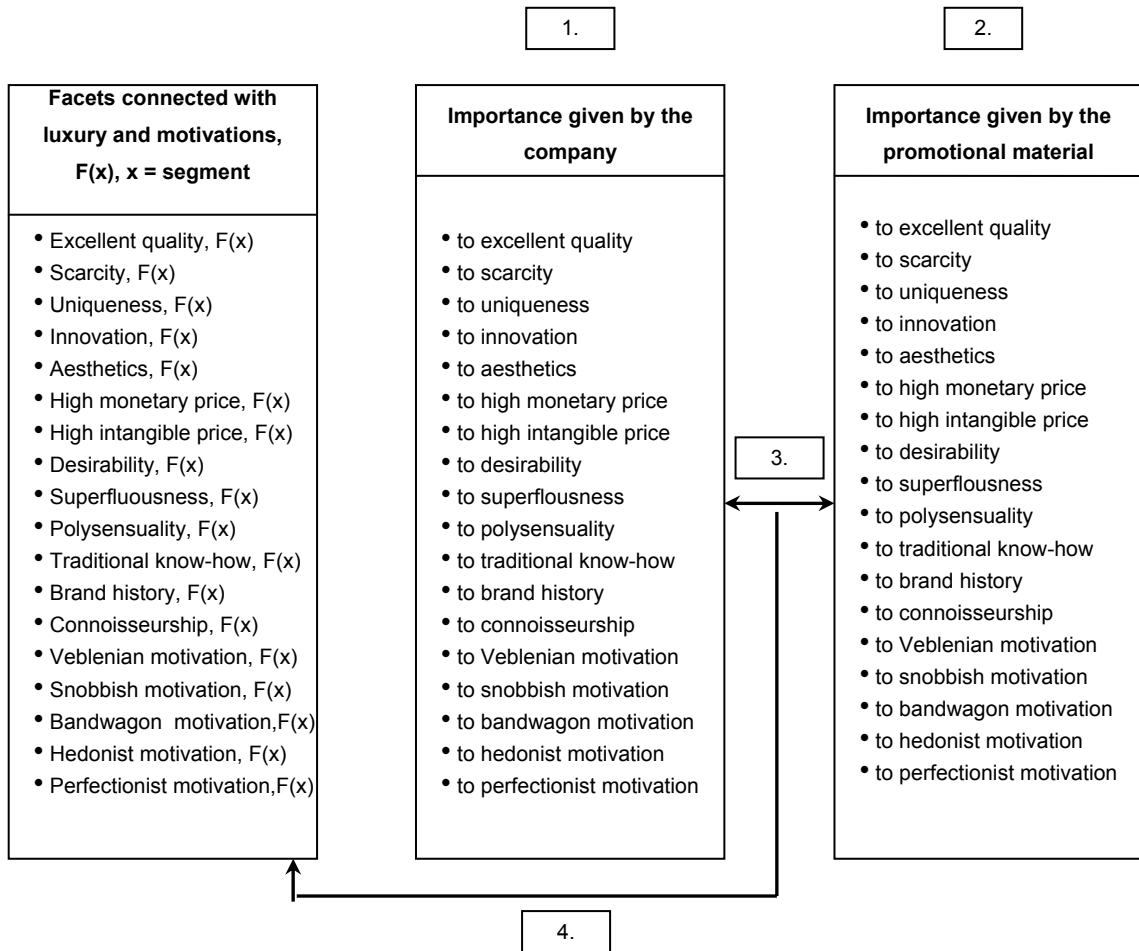 1.
2.
Facets connected with
luxury and motivations,
F(x), x = segment
• Excellent quality, F(x)
• Scarcity, F(x)
• Uniqueness, F(x)
• Innovation, F(x)
• Aesthetics, F(x)
• High monetary price, F(x)
• High intangible price, F(x)
• Desirability, F(x)
• Superfluousness, F(x)
• Polysensuality, F(x)
• Traditional know-how, F(x)
• Brand history, F(x)
• Connoisseurship, F(x)
• Veblenian motivation, F(x)
• Snobbish motivation, F(x)
• Bandwagon motivation,F(x)
• Hedonist motivation, F(x)
• Perfectionist motivation,F(x)
Importance given by the
company
• to excellent quality
• to scarcity
• to uniqueness
• to innovation
• to aesthetics
• to high monetary price
• to high intangible price
• to desirability
• to superflousness
• to polysensuality
• to traditional know-how
• to brand history
• to connoisseurship
• to Veblenian motivation
• to snobbish motivation
• to bandwagon motivation
• to hedonist motivation
• to perfectionist motivation
3.
Importance given by the
promotional material
• to excellent quality
• to scarcity
• to uniqueness
• to innovation
• to aesthetics
• to high monetary price
• to high intangible price
• to desirability
• to superflousness
• to polysensuality
• to traditional know-how
• to brand history
• to connoisseurship
• to Veblenian motivation
• to snobbish motivation
• to bandwagon motivation
• to hedonist motivation
• to perfectionist motivation
4.